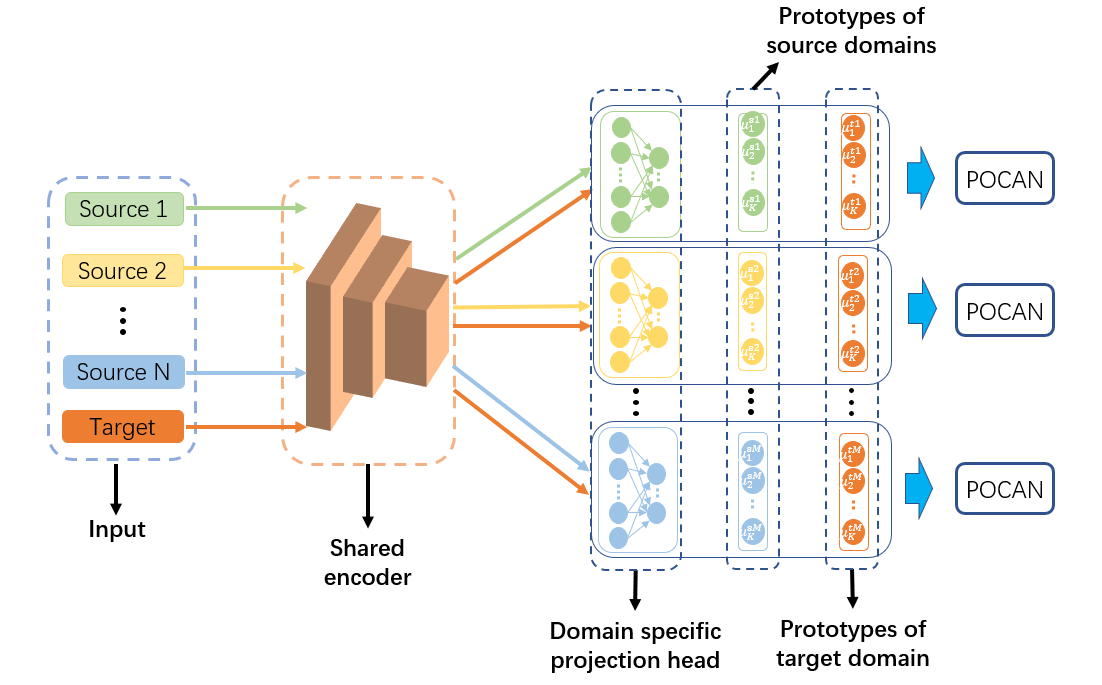 Prototypes of
source domains
Source 1
Source 2
Source N
Target
Input
Shared
encoder
u_1^{s1}
u_2^{s1}
u_K^{s1}
u_1^{t1}
u_2^{t1}
u_K^{t1}
POCAN
u_1^{s2}
u_2^{s2}
u_K^{s2}
u_1^{t2}
u_2^{t2}
u_K^{t2}
POCAN
u_1^{sM}
u_2^{sM}
u_K^{sM}
u_1^{tM}
u_2^{tM}
u_K^{tM}
POCAN
Domain specific
projection head
Prototypes of
target domain